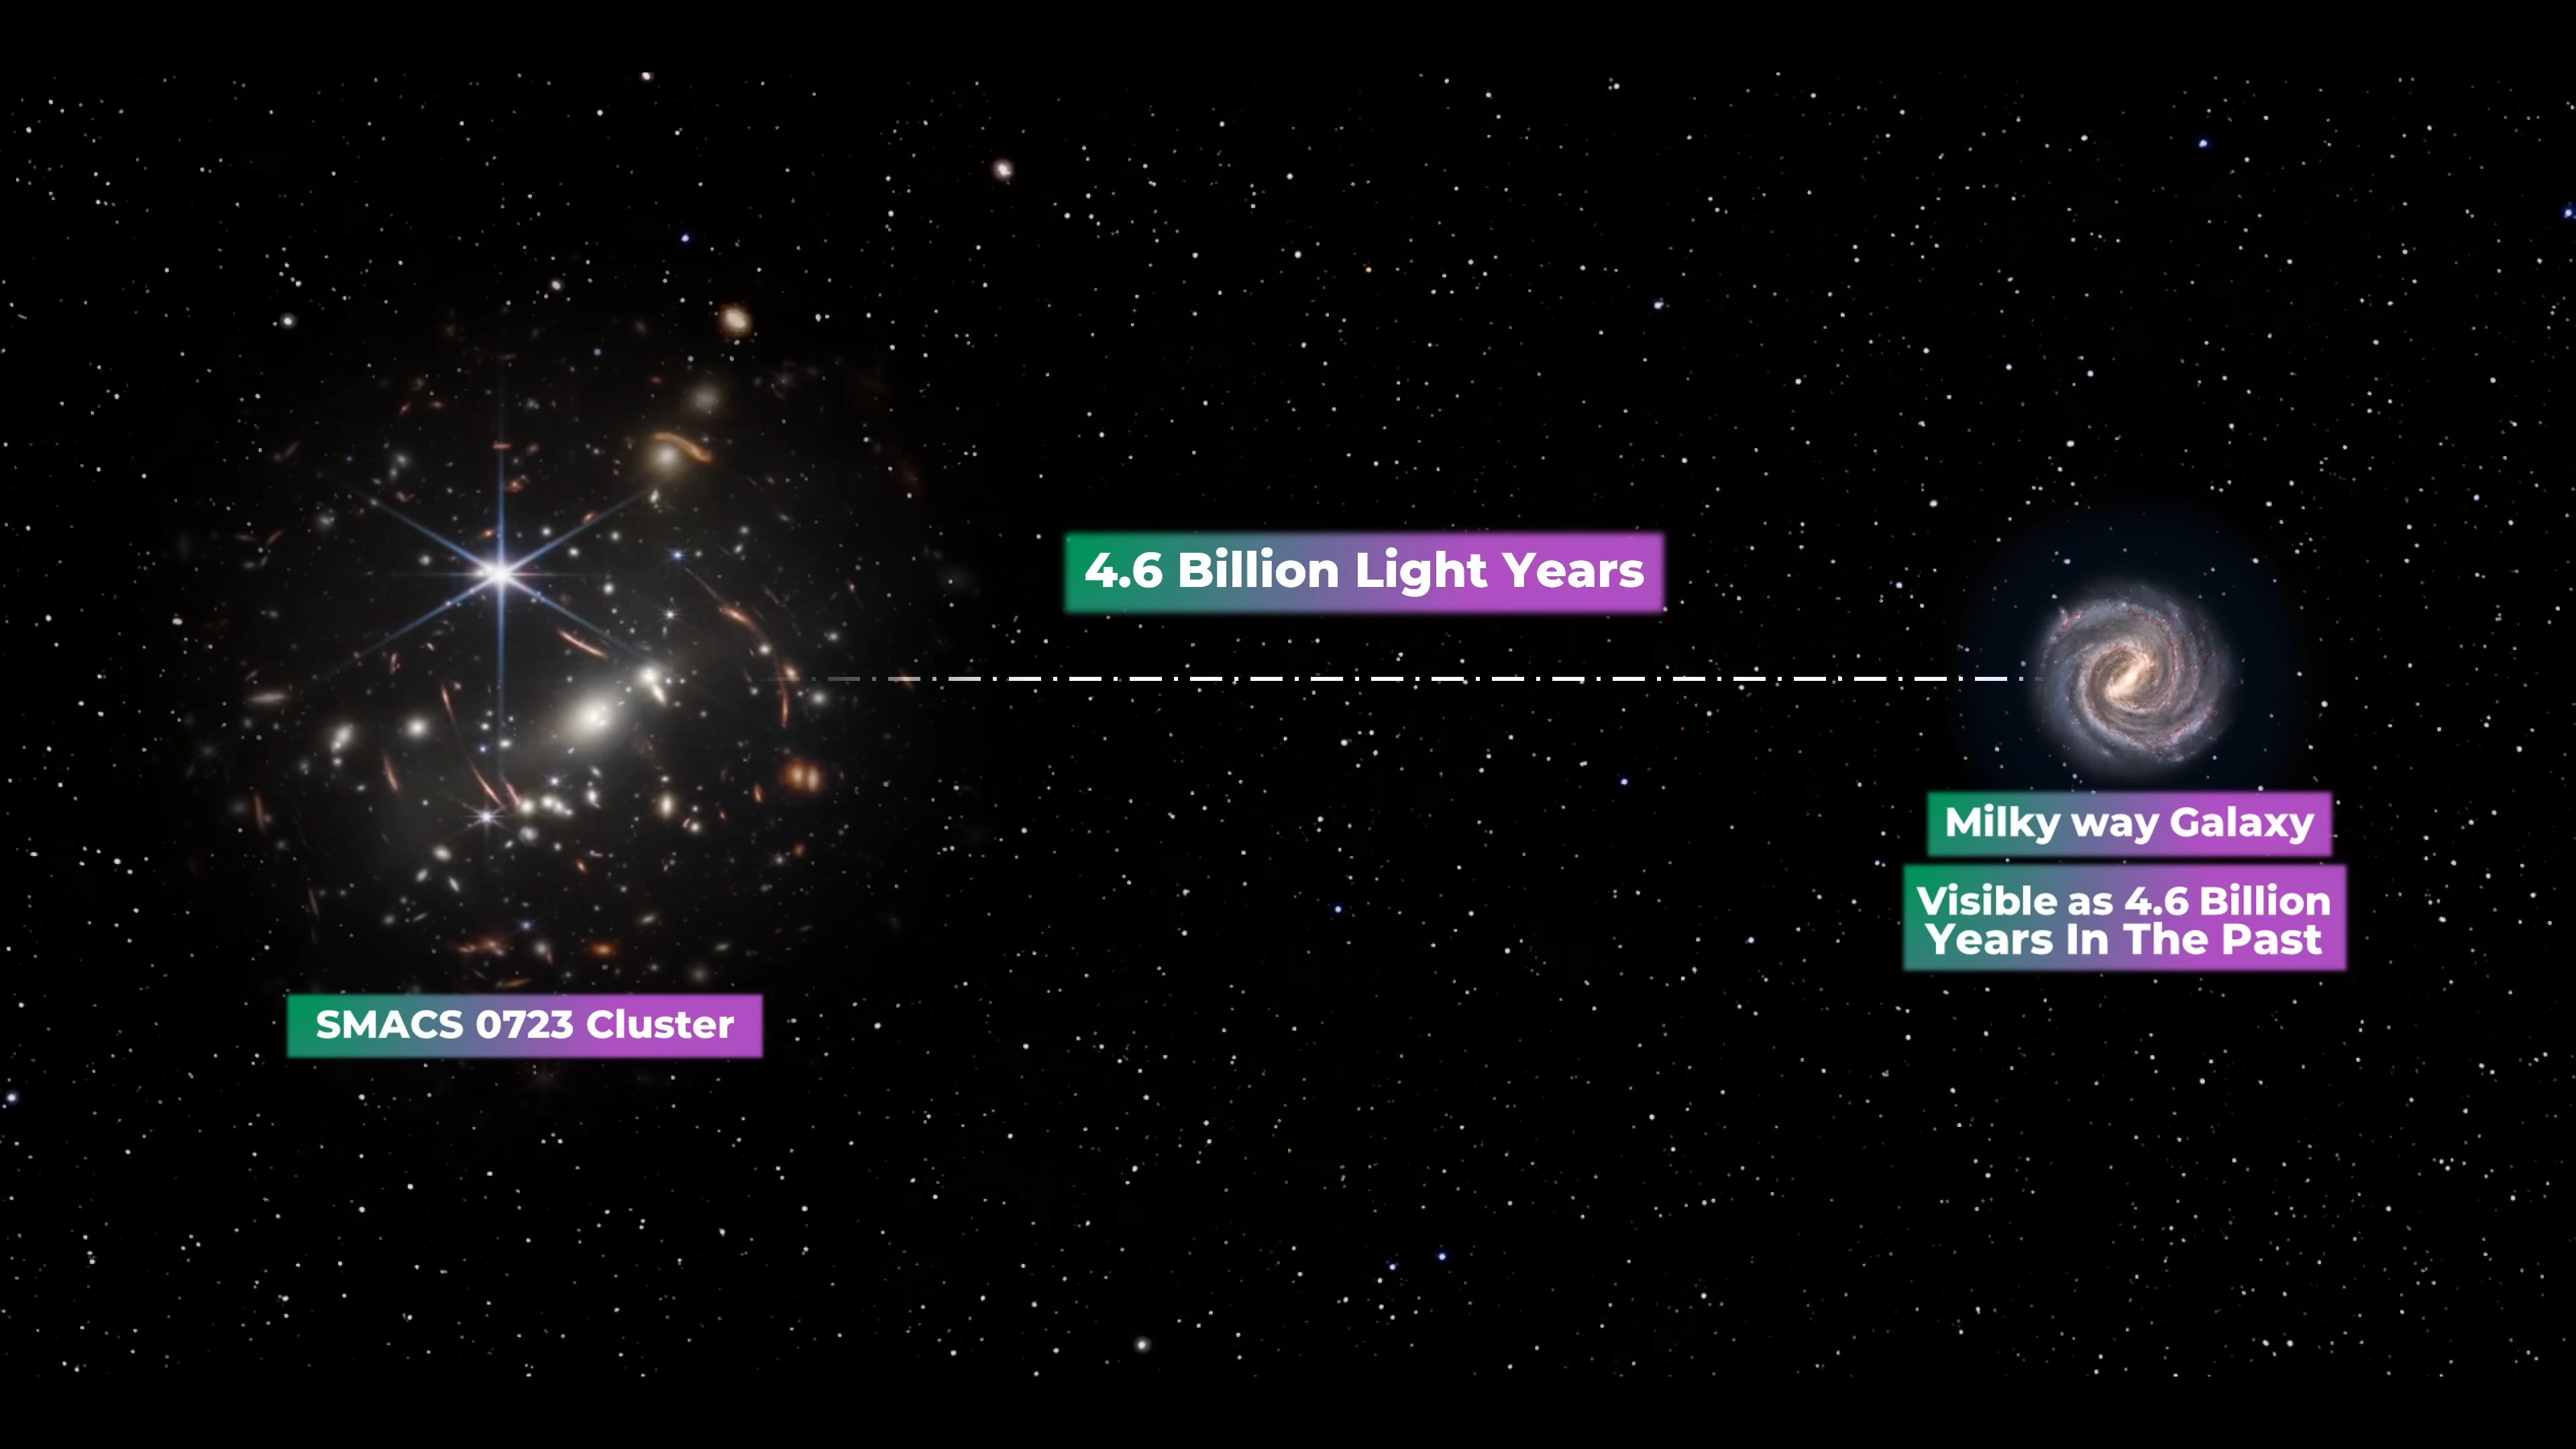 4.6 Billion Light Years
Milky way Galaxy
Visible as 4.6 Billion
Years In The Past
SMACS 0723 Cluster